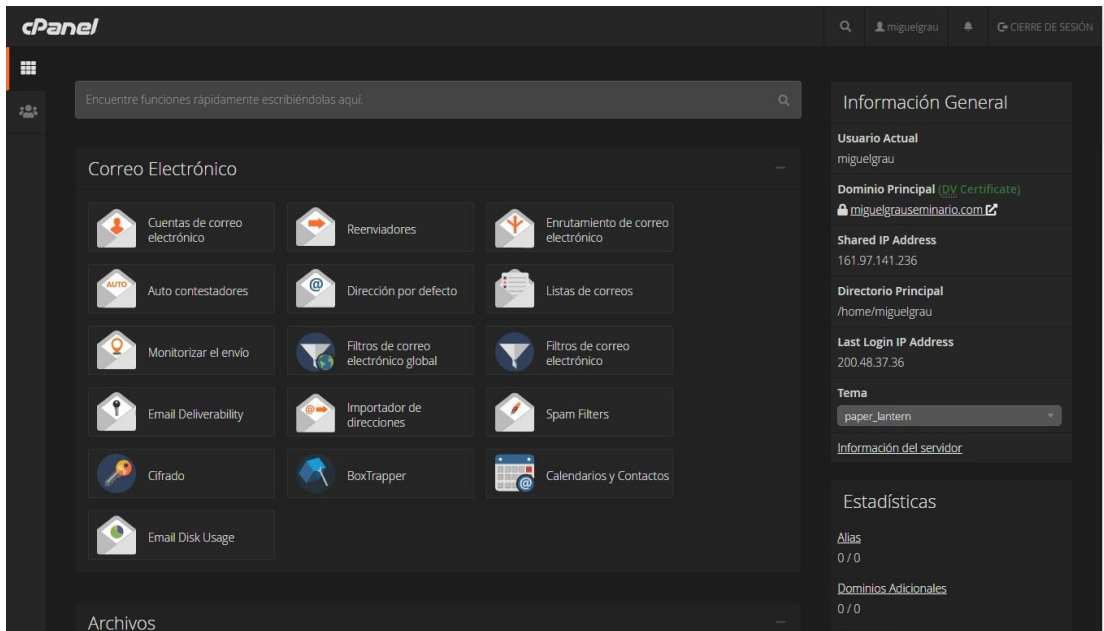 cPanel
miguelgrau
CIERRE DE SESIÓN
Encuentre funciones rápidamente escribiéndolas aquí.
Correo Electrónico
Cuentas de correo
electrónico
Reenviadores
Enrutamiento de correo
electrónico
AUTO
Auto contestadores
@
Dirección por defecto
Listas de correos
Monitorizar el envío
Filtros de correo
electrónico global
Filtros de correo
electrónico
Email Deliverability
@
Importador de
direcciones
Spam Filters
Cifrado
BoxTrapper
@
Calendarios y Contactos
Email Disk Usage
Archivos
Información General
Usuario Actual
miguelgrau
Dominio Principal (DV Certificate)
miguelgrauseminario.com
Shared IP Address
161.97.141.236
Directorio Principal
/home/miguelgrau
Last Login IP Address
200.48.37.36
Tema
paper_lantern
Información del servidor
Estadísticas
Alias
0 / 0
Dominios Adicionales
0 / 0